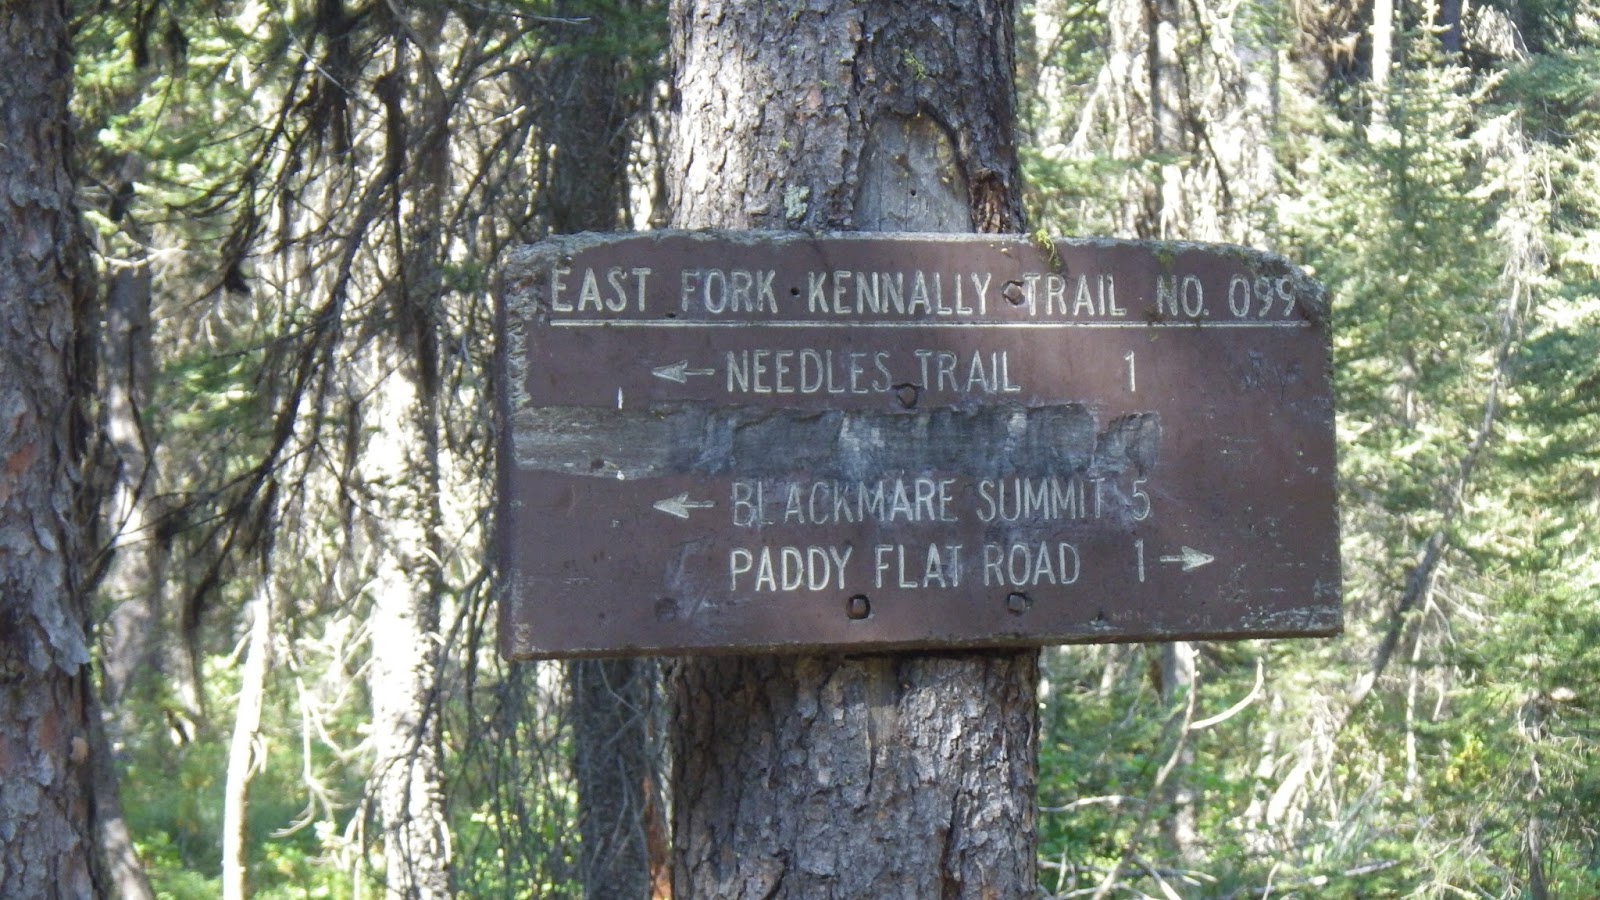 EAST FORK KENNALLY TRAIL NO. 099
← NEEDLES TRAIL 1
← BLACKMARE SUMMIT 5
PADDY FLAT ROAD 1 →